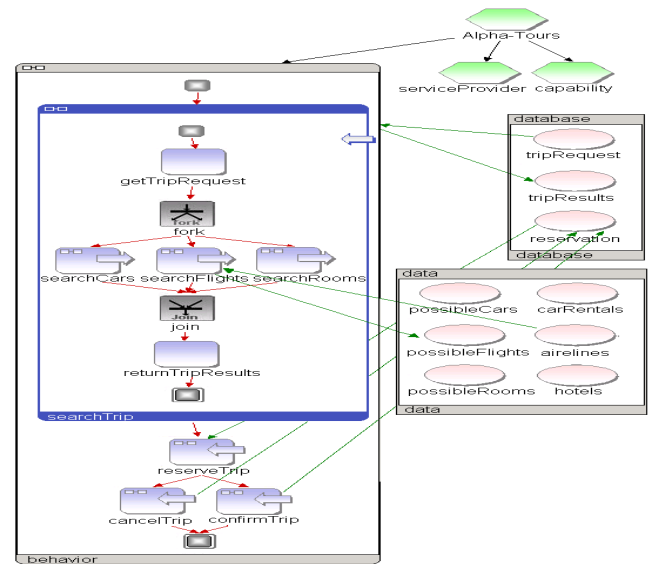 Alpha-Tours
serviceProvider capability
database
tripRequest
tripResults
reservation
database
getTripRequest
fork
fork
searchCars searchFlights searchRooms
Join
join
returnTripResults
searchTrip
data
possibleCars carRentals
possibleFlights airelines
possibleRooms hotels
data
reserveTrip
cancelTrip confirmTrip
behavior